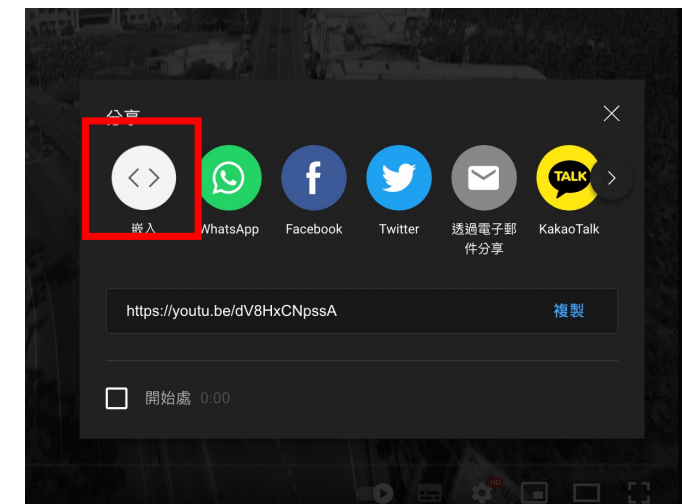 分享
嵌入
WhatsApp
Facebook
Twitter
透過電子郵
件分享
TALK
KakaoTalk
https://youtu.be/dV8HxCNpssA
複製
開始處 0:00
HD